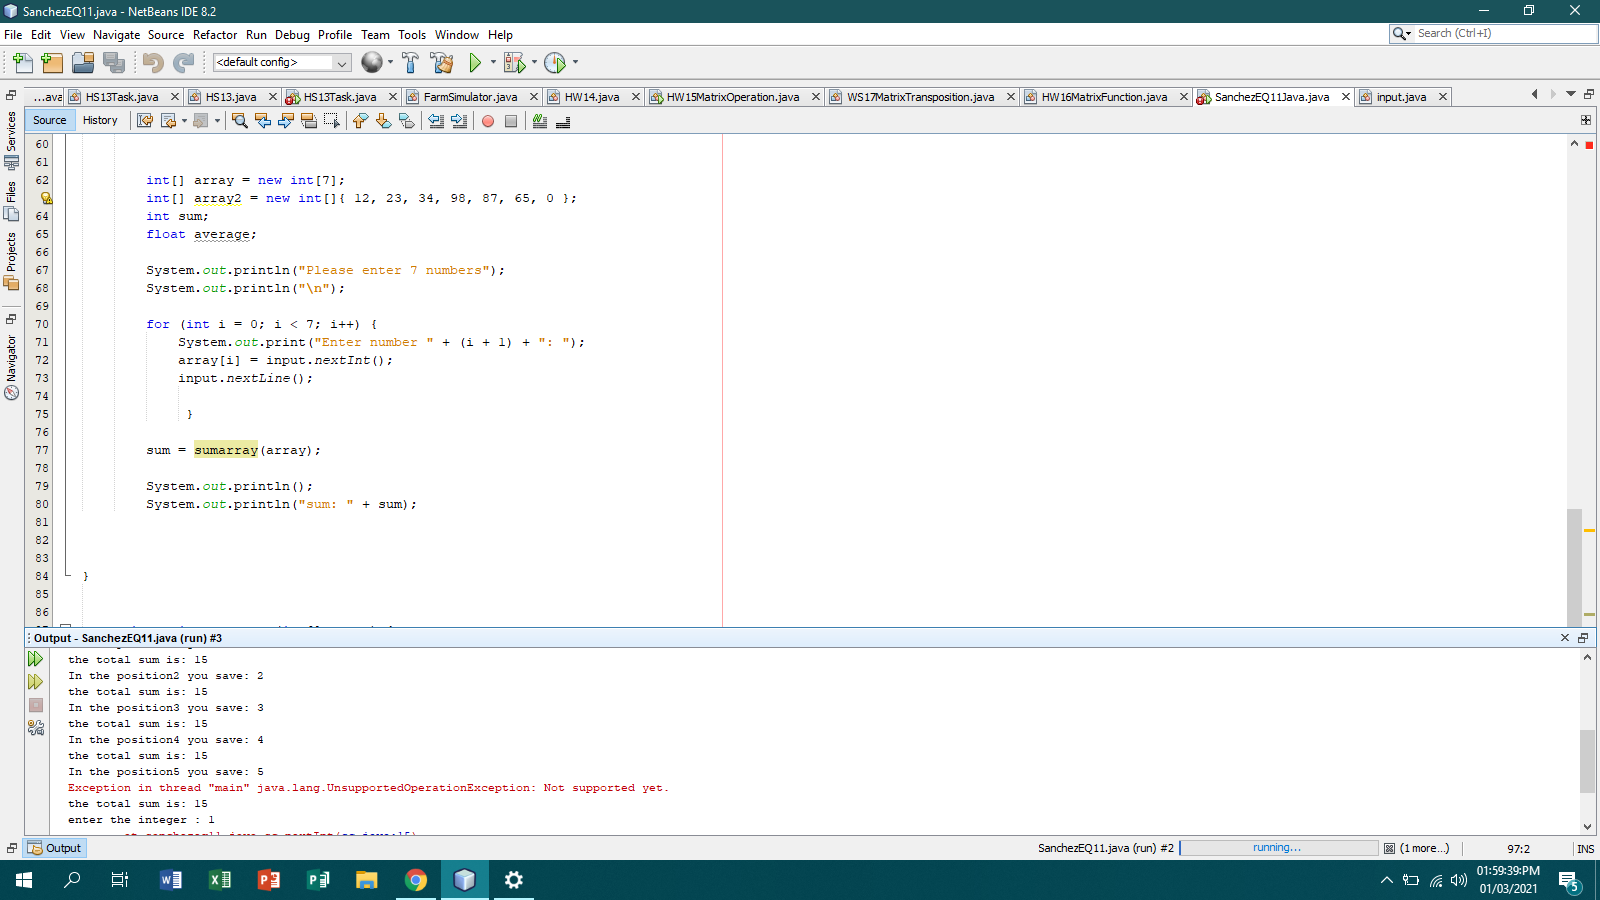 SanchezEQ11.java - NetBeans IDE 8.2
File Edit View Navigate Source Refactor Run Debug Profile Team Tools Window Help
Search (Ctrl+I)
<default config>
...ava HS13Task.java HS13.java HS13Task.java FarmSimulator.java HW14.java HW15MatrixOperation.java WS17MatrixTransposition.java HW16MatrixFunction.java SanchezEQ11Java.java input.java
Source History
Services
Files
Projects
Navigator
60
61
62 int[] array = new int[7];
int[] array2 = new int[]{ 12, 23, 34, 98, 87, 65, 0 };
64 int sum;
65 float average;
66
67 System.out.println("Please enter 7 numbers");
68 System.out.println("\n");
69
70 for (int i = 0; i < 7; i++) {
71 System.out.print("Enter number " + (i + 1) + ": ");
72 array[i] = input.nextInt();
73 input.nextLine();
74
75 }
76
77 sum = sumarray(array);
78
79 System.out.println();
80 System.out.println("sum: " + sum);
81
82
83
84 }
85
86
Output - SanchezEQ11.java (run) #3
the total sum is: 15
In the position2 you save: 2
the total sum is: 15
In the position3 you save: 3
the total sum is: 15
In the position4 you save: 4
the total sum is: 15
In the position5 you save: 5
Exception in thread "main" java.lang.UnsupportedOperationException: Not supported yet.
the total sum is: 15
enter the integer : 1
Output
SanchezEQ11.java (run) #2 running... (1 more...) 97:2 INS
01:59:39:PM
01/03/2021
5